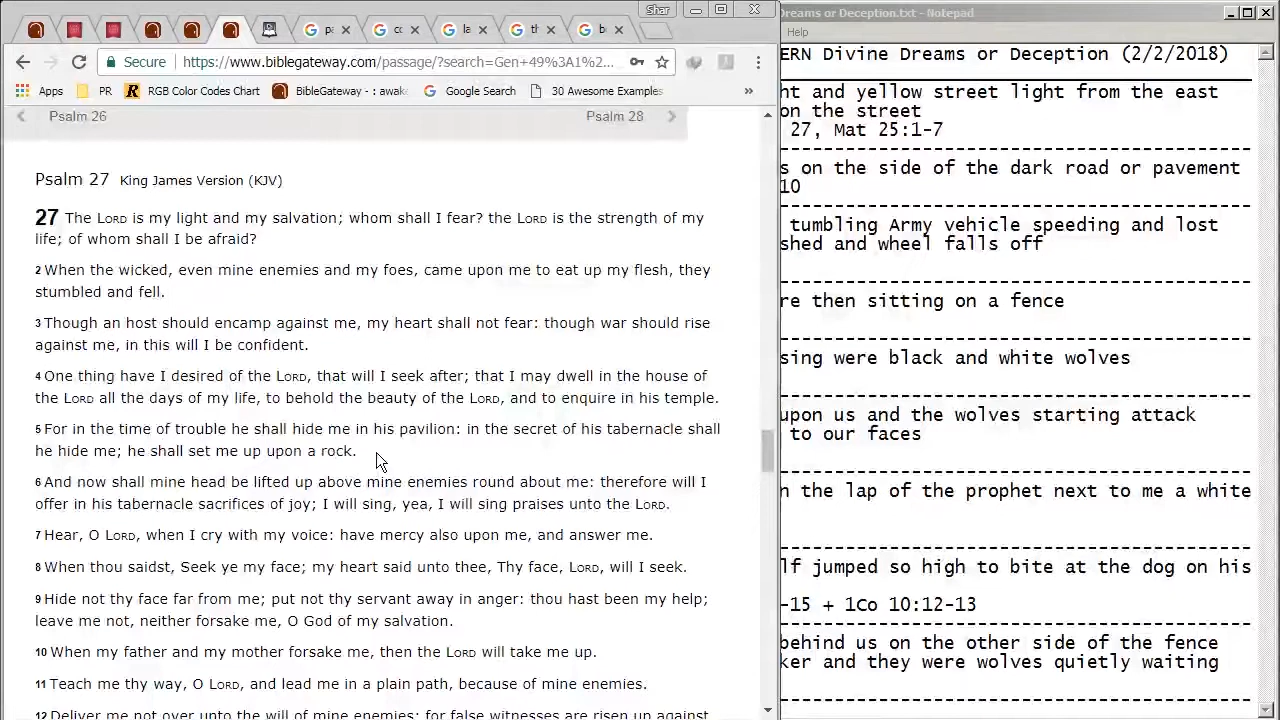 Shar
Dreams or Deception.txt - Notepad
Secure https://www.biblegateway.com/passage/?search=Gen+49%3A1%2...
Help
Apps PR RGB Color Codes Chart BibleGateway - : awak Google Search 30 Awesome Examples »
Psalm 26 Psalm 28
Psalm 27 King James Version (KJV)
27 The LORD is my light and my salvation; whom shall I fear? the LORD is the strength of my
life; of whom shall I be afraid?
2 When the wicked, even mine enemies and my foes, came upon me to eat up my flesh, they
stumbled and fell.
3 Though an host should encamp against me, my heart shall not fear: though war should rise
against me, in this will I be confident.
4 One thing have I desired of the LORD, that will I seek after; that I may dwell in the house of
the LORD all the days of my life, to behold the beauty of the LORD, and to enquire in his temple.
5 For in the time of trouble he shall hide me in his pavilion: in the secret of his tabernacle shall
he hide me; he shall set me up upon a rock.
6 And now shall mine head be lifted up above mine enemies round about me: therefore will I
offer in his tabernacle sacrifices of joy; I will sing, yea, I will sing praises unto the LORD.
7 Hear, O LORD, when I cry with my voice: have mercy also upon me, and answer me.
8 When thou saidst, Seek ye my face; my heart said unto thee, Thy face, LORD, will I seek.
9 Hide not thy face far from me; put not thy servant away in anger: thou hast been my help;
leave me not, neither forsake me, O God of my salvation.
10 When my father and my mother forsake me, then the LORD will take me up.
11 Teach me thy way, O LORD, and lead me in a plain path, because of mine enemies.
12 Deliver me not over unto the will of mine enemies: for false witnesses are risen up against
ERN Divine Dreams or Deception (2/2/2018)
ht and yellow street light from the east
on the street
27, Mat 25:1-7
s on the side of the dark road or pavement
10
tumbling Army vehicle speeding and lost
shed and wheel falls off
re then sitting on a fence
sing were black and white wolves
upon us and the wolves starting attack
to our faces
n the lap of the prophet next to me a white
lf jumped so high to bite at the dog on his
-15 + 1Co 10:12-13
behind us on the other side of the fence
ker and they were wolves quietly waiting